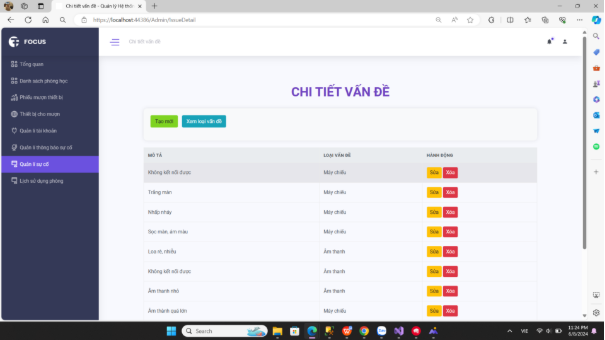 Chi tiết vấn đề - Quản lý Hệ thố
https://localhost:44386/Admin/IssueDetail
FOCUS
Chi tiết vấn đề
Tổng quan
Danh sách phòng học
Phiếu mượn thiết bị
Thiết bị cho mượn
Quản lí tài khoản
Quản lí thông báo sự cố
Quản lí sự cố
Lịch sử dụng phòng
CHI TIẾT VẤN ĐỀ
Tạo mới Xem loại vấn đề
MÔ TẢ LOẠI VẤN ĐỀ HÀNH ĐỘNG
Không kết nối được Máy chiếu Sửa Xóa
Trắng màn Máy chiếu Sửa Xóa
Nhấp nháy Máy chiếu Sửa Xóa
Sọc màn, ám màu Máy chiếu Sửa Xóa
Loa rè, nhiễu Âm thanh Sửa Xóa
Không kết nối được Âm thanh Sửa Xóa
Âm thanh nhỏ Âm thanh Sửa Xóa
Âm thanh quá lớn Máy chiếu Sửa Xóa
Search
VIE
11:24 PM
6/5/2024